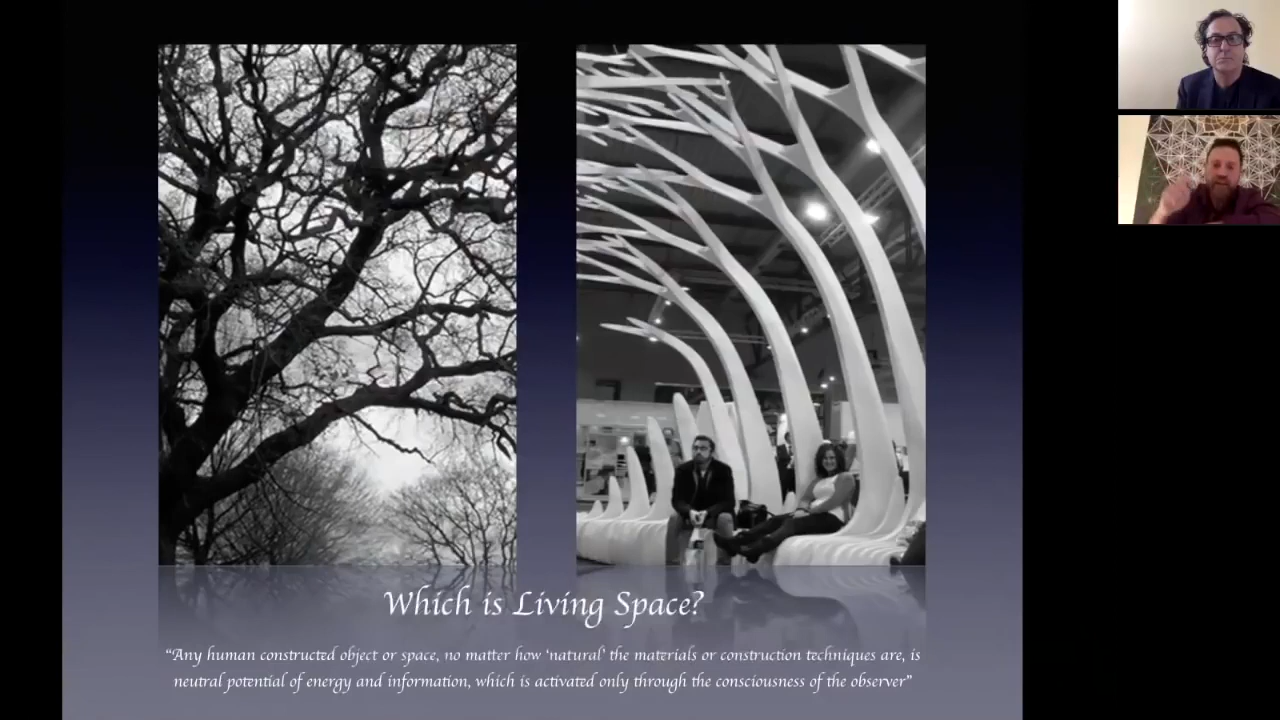 Which is Living Space?
"Any human constructed object or space, no matter how 'natural' the materials or construction techniques are, is
neutral potential of energy and information, which is activated only through the consciousness of the observer"